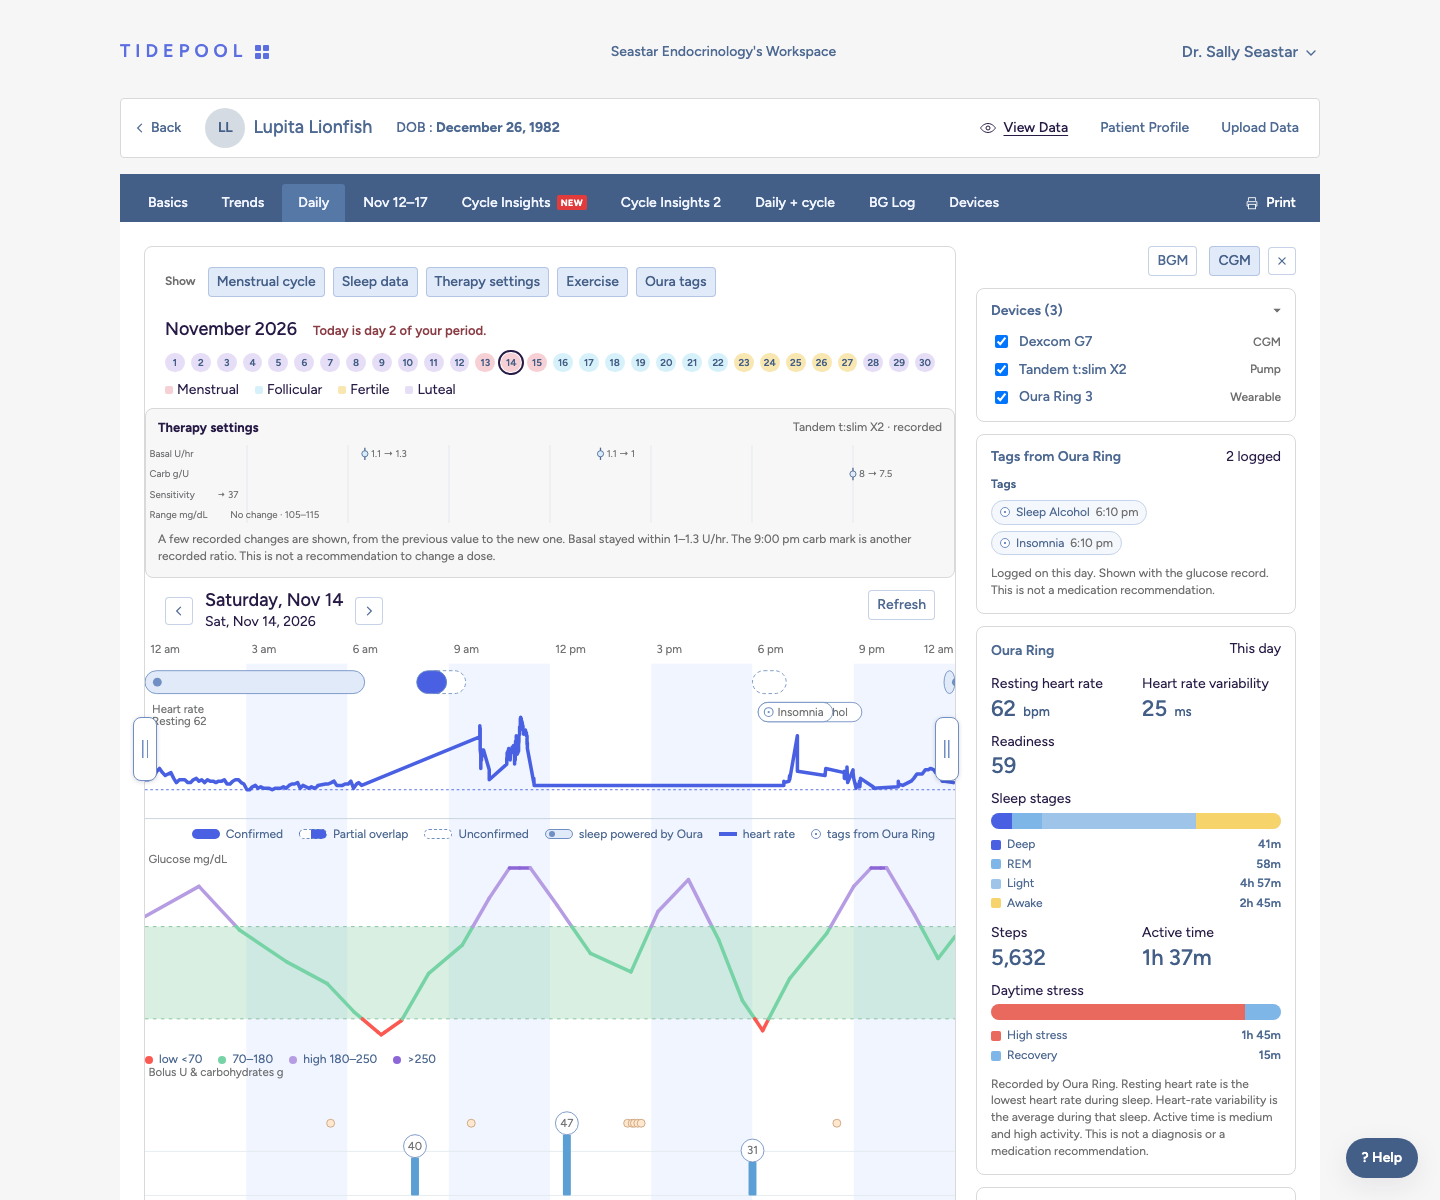 TIDEPOOL
Seastar Endocrinology's Workspace
Dr. Sally Seastar
Back
LL
Lupita Lionfish
DOB : December 26, 1982
View Data
Patient Profile
Upload Data
Basics
Trends
Daily
Nov 12–17
Cycle Insights NEW
Cycle Insights 2
Daily + cycle
BG Log
Devices
Print
Show
Menstrual cycle
Sleep data
Therapy settings
Exercise
Oura tags
November 2026
Today is day 2 of your period.
1 2 3 4 5 6 7 8 9 10 11 12 13 14 15 16 17 18 19 20 21 22 23 24 25 26 27 28 29 30
Menstrual
Follicular
Fertile
Luteal
Therapy settings
Tandem t:slim X2 · recorded
Basal U/hr
1.1 → 1.3
1.1 → 1
Carb g/U
8 → 7.5
Sensitivity
→ 37
Range mg/dL
No change · 105–115
A few recorded changes are shown, from the previous value to the new one. Basal stayed within 1–1.3 U/hr. The 9:00 pm carb mark is another
recorded ratio. This is not a recommendation to change a dose.
Saturday, Nov 14
Sat, Nov 14, 2026
Refresh
12 am
3 am
6 am
9 am
12 pm
3 pm
6 pm
9 pm
12 am
Heart rate
Resting 62
Insomnia
hol
Confirmed
Partial overlap
Unconfirmed
sleep powered by Oura
heart rate
tags from Oura Ring
Glucose mg/dL
low <70
70–180
high 180–250
>250
Bolus U & carbohydrates g
40
47
31
BGM
CGM
×
Devices (3)
Dexcom G7
CGM
Tandem t:slim X2
Pump
Oura Ring 3
Wearable
Tags from Oura Ring
2 logged
Tags
Sleep Alcohol 6:10 pm
Insomnia 6:10 pm
Logged on this day. Shown with the glucose record.
This is not a medication recommendation.
Oura Ring
This day
Resting heart rate
Heart rate variability
62 bpm
25 ms
Readiness
59
Sleep stages
Deep
41m
REM
58m
Light
4h 57m
Awake
2h 45m
Steps
Active time
5,632
1h 37m
Daytime stress
High stress
1h 45m
Recovery
15m
Recorded by Oura Ring. Resting heart rate is the
lowest heart rate during sleep. Heart-rate variability is
the average during that sleep. Active time is medium
and high activity. This is not a diagnosis or a
medication recommendation.
? Help